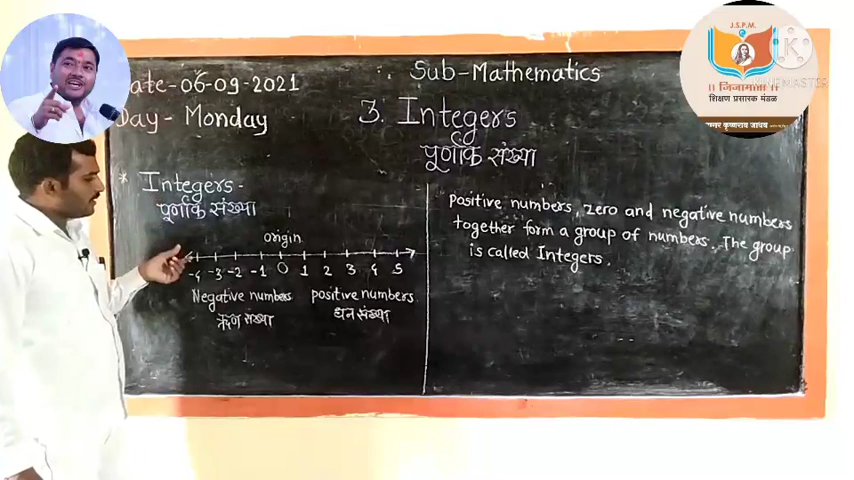 Date-06-09-2021
Day- Monday
Sub-Mathematics
3. Integers
पूर्णांक संख्या
* Integers-
पूर्णांक संख्या
origin
-4 -3 -2 -1 0 1 2 3 4 5
Negative numbers positive numbers
ऋण संख्या धन संख्या
positive numbers, zero and negative numbers
together form a group of numbers. The group
is called Integers.
J.S.P.M.
।। जिजामाता ।।
शिक्षण प्रसारक मंडळ
KINEMASTER